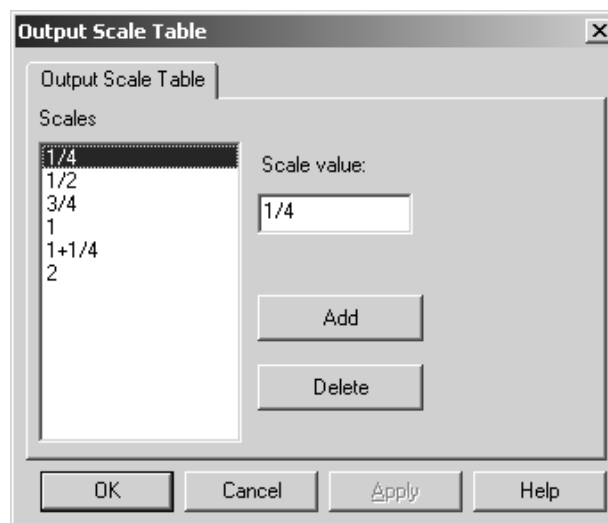 Output Scale Table
Output Scale Table
Scales
1/4
1/2
3/4
1
1+1/4
2
Scale value:
1/4
Add
Delete
OK
Cancel
Apply
Help